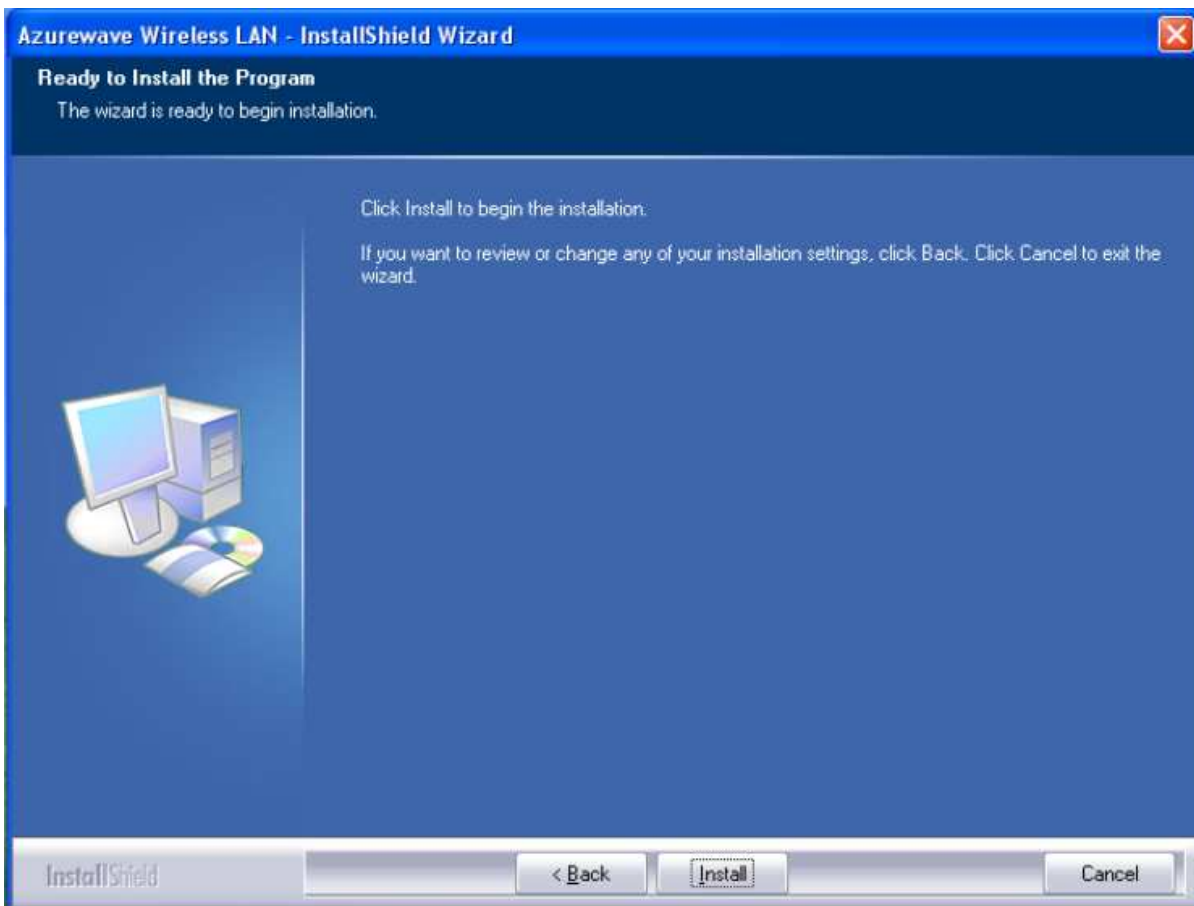 Azurewave Wireless LAN - InstallShield Wizard
Ready to Install the Program
The wizard is ready to begin installation.
Click Install to begin the installation.
If you want to review or change any of your installation settings, click Back. Click Cancel to exit the
wizard.
InstallShield
< Back
Install
Cancel